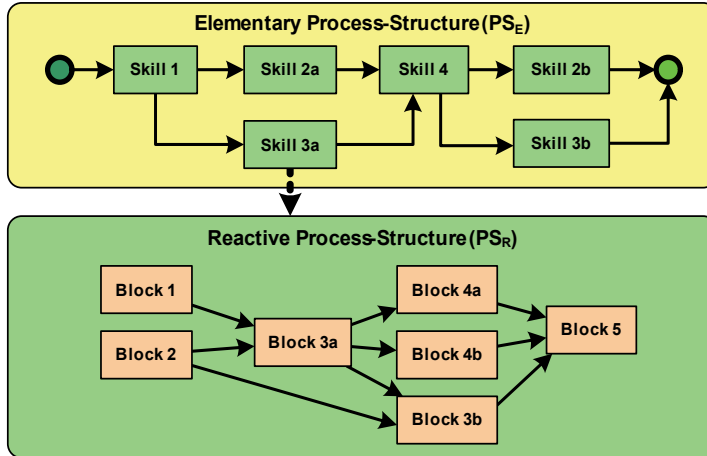 Elementary Process-Structure (PSE)
Skill 1
Skill 2a
Skill 4
Skill 2b
Skill 3a
Skill 3b
Reactive Process-Structure (PSR)
Block 1
Block 4a
Block 3a
Block 5
Block 2
Block 4b
Block 3b